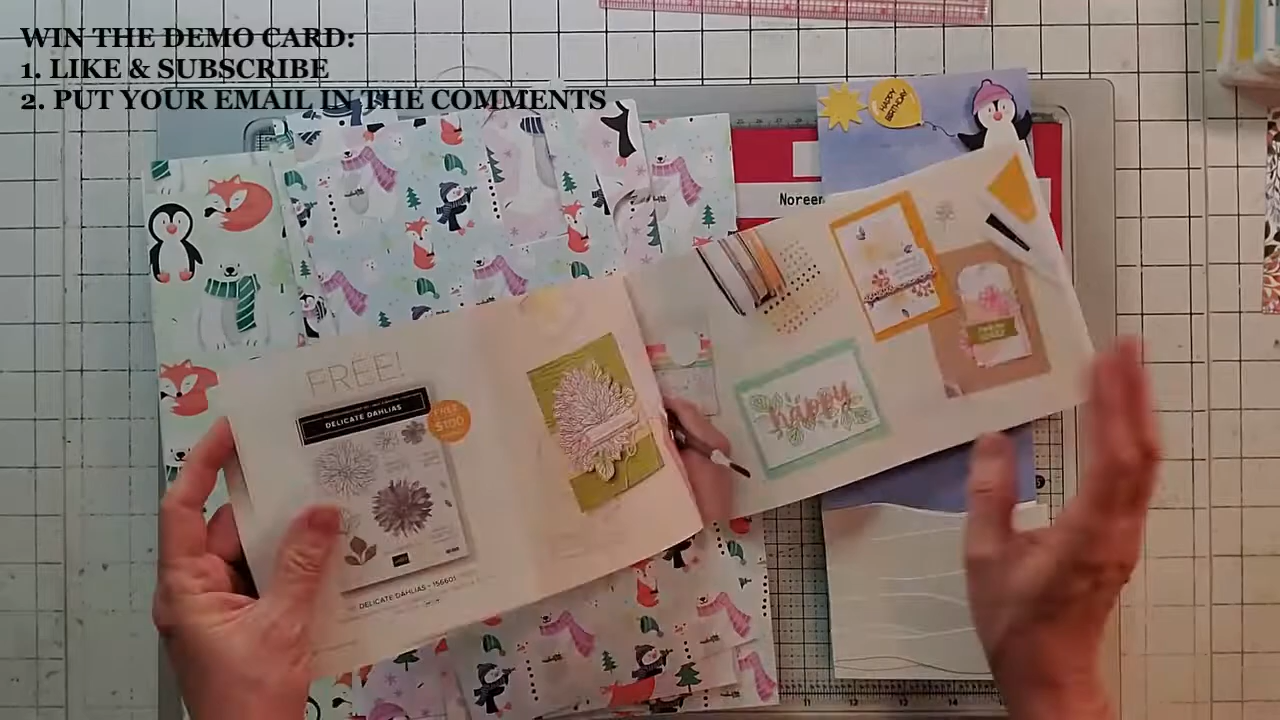 WIN THE DEMO CARD:
1. LIKE & SUBSCRIBE
2. PUT YOUR EMAIL IN THE COMMENTS
HAPPY
BIRTHDAY
Noreen
FREE!
DELICATE DAHLIAS
FREE
$100
happy
DELICATE DAHLIAS • 156601